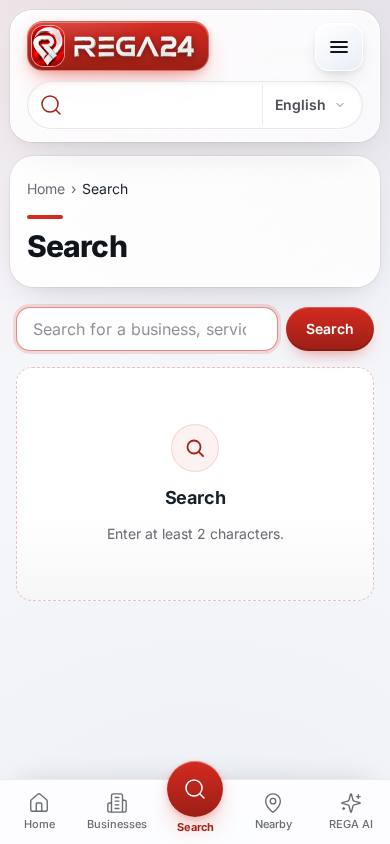 REGA24
English
Home › Search
Search
Search for a business, servic
Search
Search
Enter at least 2 characters.
Home
Businesses
Search
Nearby
REGA AI